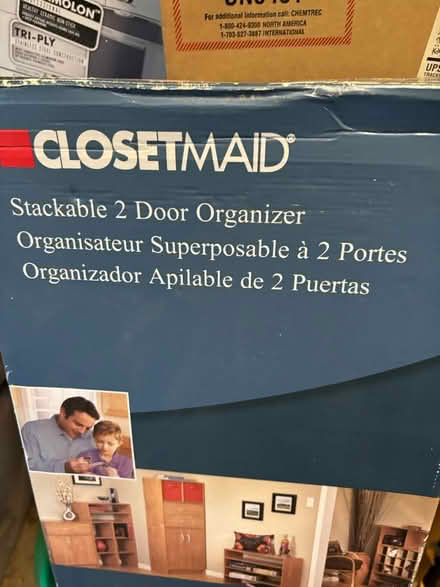 TRI-PLY
For additional information call: CHEMTREC
1-800-424-9300 NORTH AMERICA
1-703-527-3887 INTERNATIONAL
UPS
CLOSETMAID®
Stackable 2 Door Organizer
Organisateur Superposable à 2 Portes
Organizador Apilable de 2 Puertas